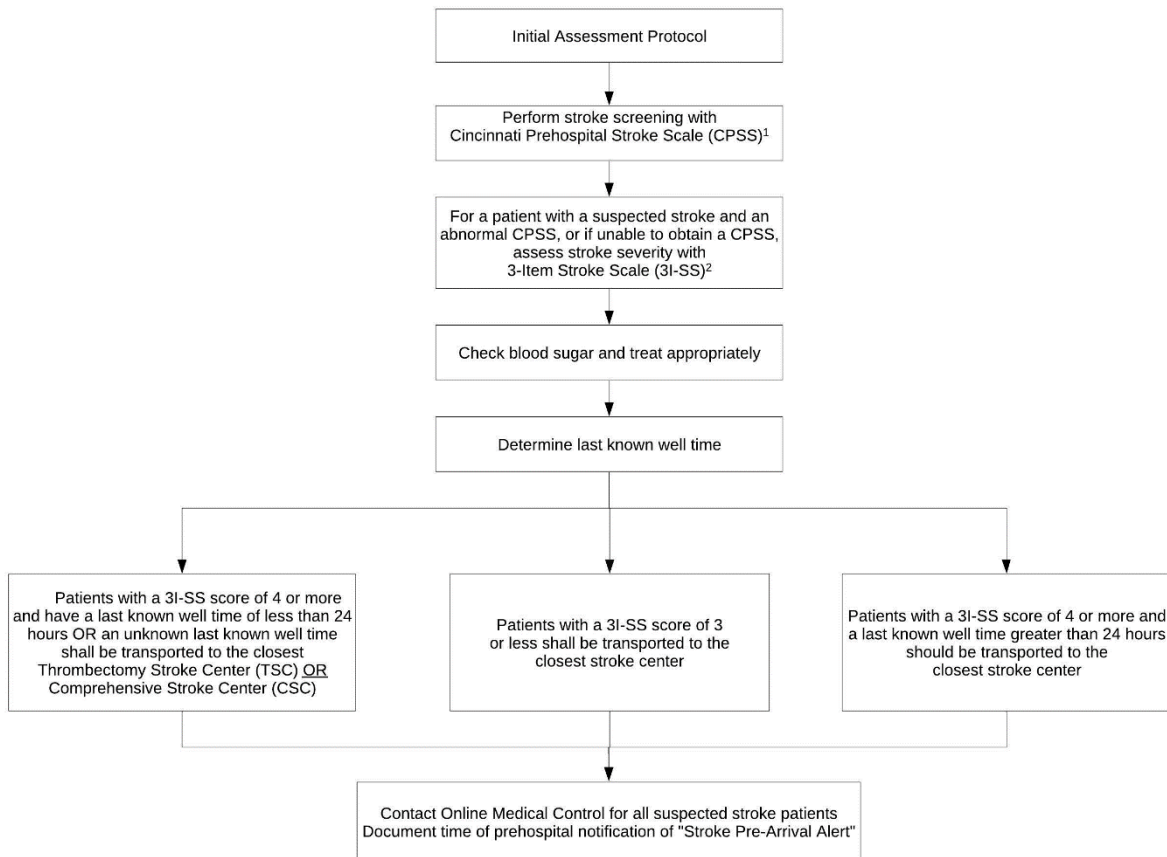 Initial Assessment Protocol
Perform stroke screening with
Cincinnati Prehospital Stroke Scale (CPSS)1
For a patient with a suspected stroke and an
abnormal CPSS, or if unable to obtain a CPSS,
assess stroke severity with
3-Item Stroke Scale (3I-SS)2
Check blood sugar and treat appropriately
Determine last known well time
Patients with a 3I-SS score of 4 or more
and have a last known well time of less than 24
hours OR an unknown last known well time
shall be transported to the closest
Thrombectomy Stroke Center (TSC) OR
Comprehensive Stroke Center (CSC)
Patients with a 3I-SS score of 3
or less shall be transported to the
closest stroke center
Patients with a 3I-SS score of 4 or more and
a last known well time greater than 24 hours
should be transported to the
closest stroke center
Contact Online Medical Control for all suspected stroke patients
Document time of prehospital notification of "Stroke Pre-Arrival Alert"